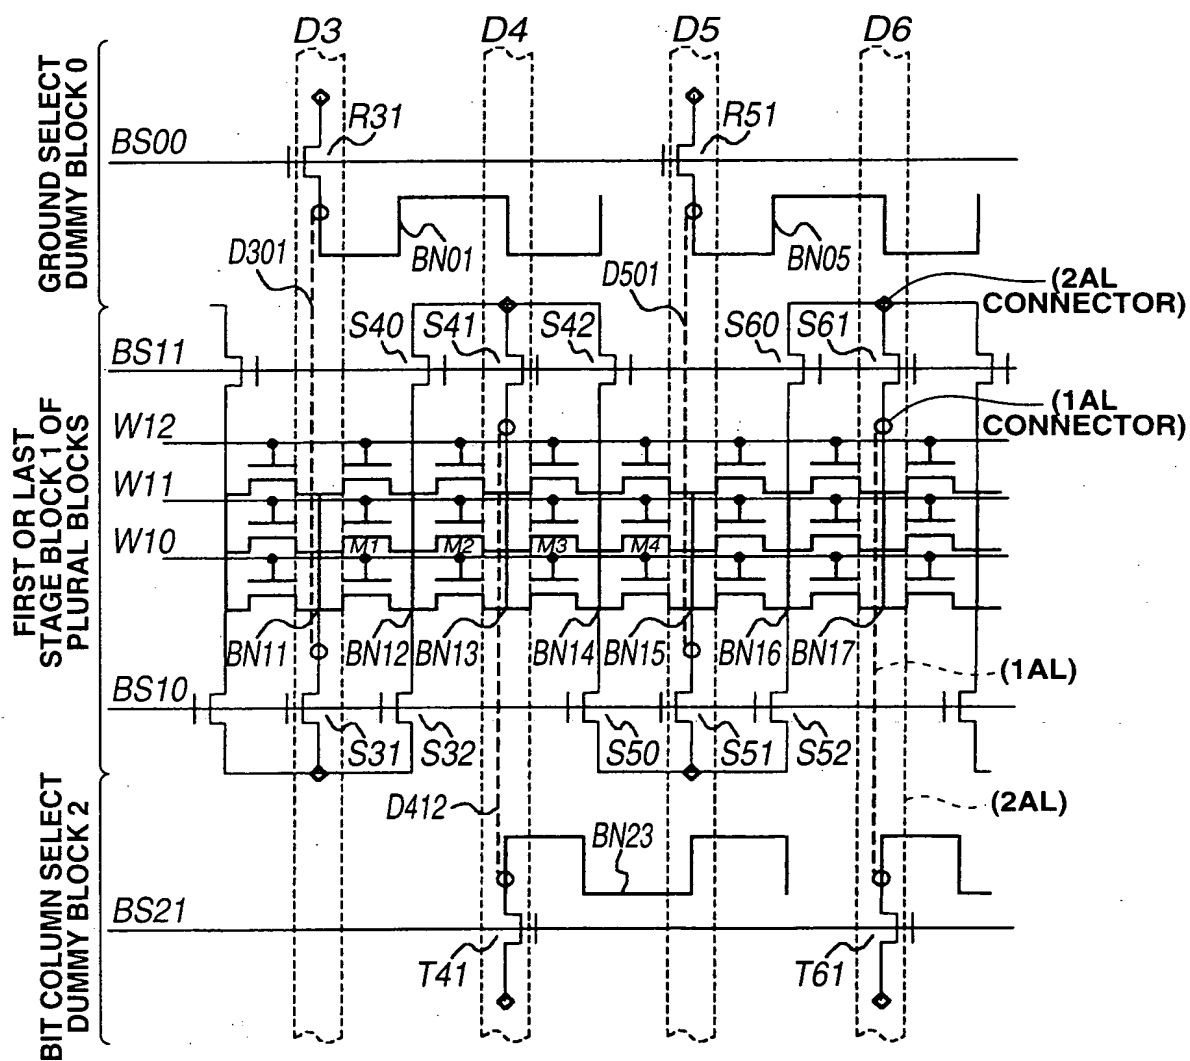 D3 D4 D5 D6
GROUND SELECT
DUMMY BLOCK 0
BS00
R31
R51
D301
BN01
D501
BN05
(2AL
CONNECTOR)
S40 S41 S42 S60 S61
BS11
FIRST OR LAST
STAGE BLOCK 1 OF
PLURAL BLOCKS
(1AL
CONNECTOR)
W12
W11
W10
M1 M2 M3 M4
BN11 BN12 BN13 BN14 BN15 BN16 BN17
(1AL)
BS10
S31 S32 S50 S51 S52
BIT COLUMN SELECT
DUMMY BLOCK 2
D412
(2AL)
BN23
BS21
T41
T61